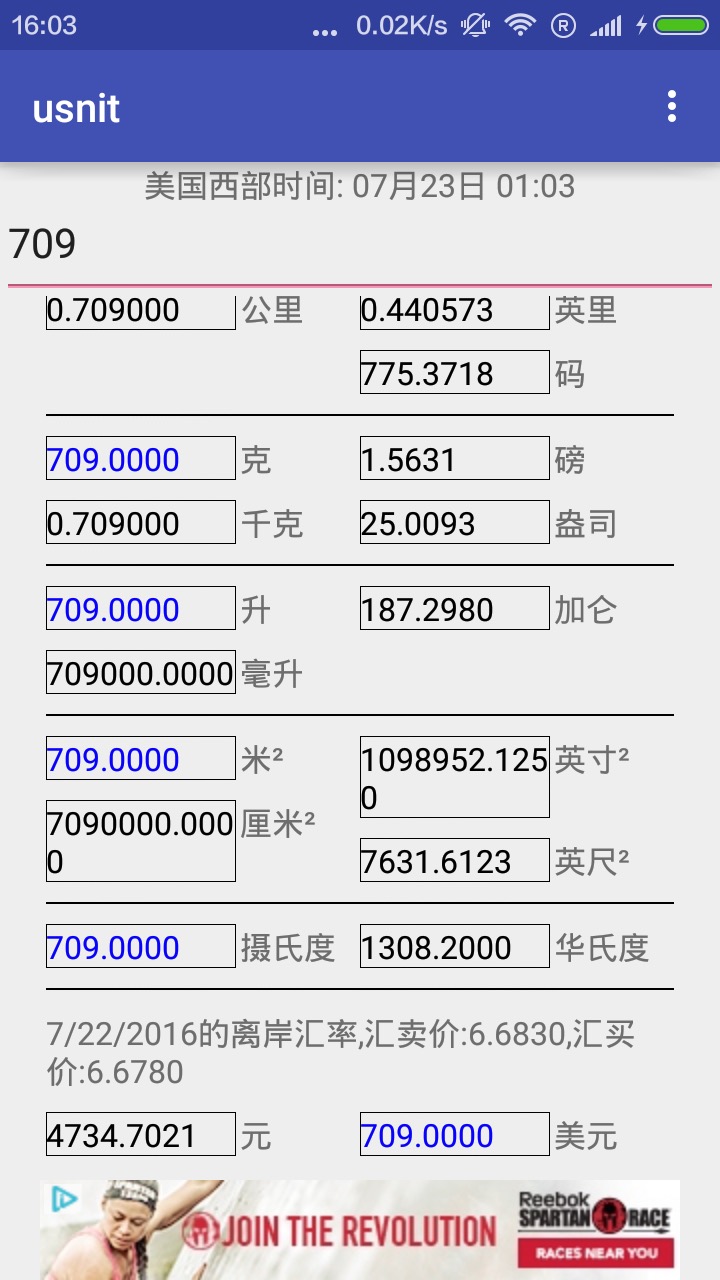 16:03 ... 0.02K/s R
usnit
美国西部时间: 07月23日 01:03
709
0.709000 公里 0.440573 英里
775.3718 码
709.0000 克 1.5631 磅
0.709000 千克 25.0093 盎司
709.0000 升 187.2980 加仑
709000.0000 毫升
709.0000 米² 1098952.125
0 英寸²
7090000.000
0 厘米²
7631.6123 英尺²
709.0000 摄氏度 1308.2000 华氏度
7/22/2016的离岸汇率,汇卖价:6.6830,汇买
价:6.6780
4734.7021 元 709.0000 美元
JOIN THE REVOLUTION
Reebok
SPARTAN RACE
RACES NEAR YOU